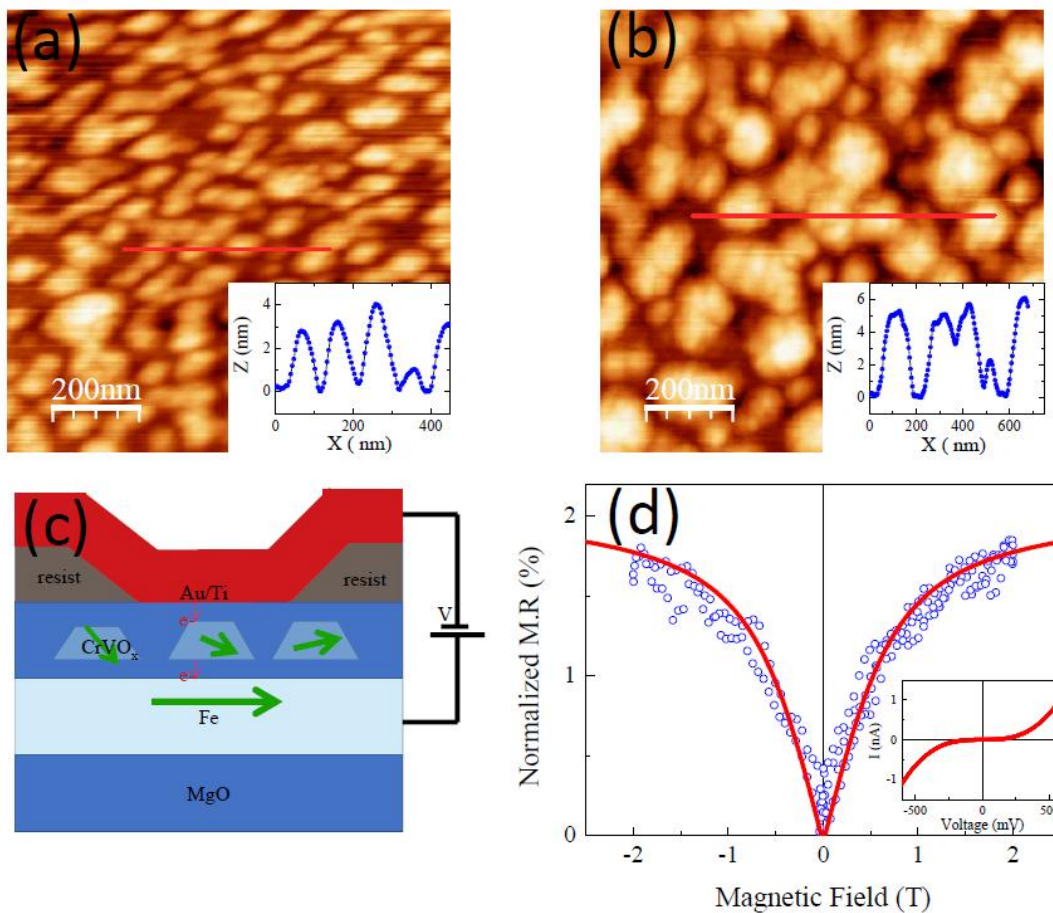 (a)
Z (nm)
4
2
0
0 200 400
X ( nm)
200nm
(b)
Z (nm)
6
4
2
0
0 200 400 600
X ( nm)
200nm
(c)
resist
resist
Au/Ti
e-
CrVOx
e-
Fe
MgO
V
(d)
Normalized M.R (%)
2
1
0
-2 -1 0 1 2
Magnetic Field (T)
I (nA)
1
0
-1
-500 0 50
Voltage (mV)